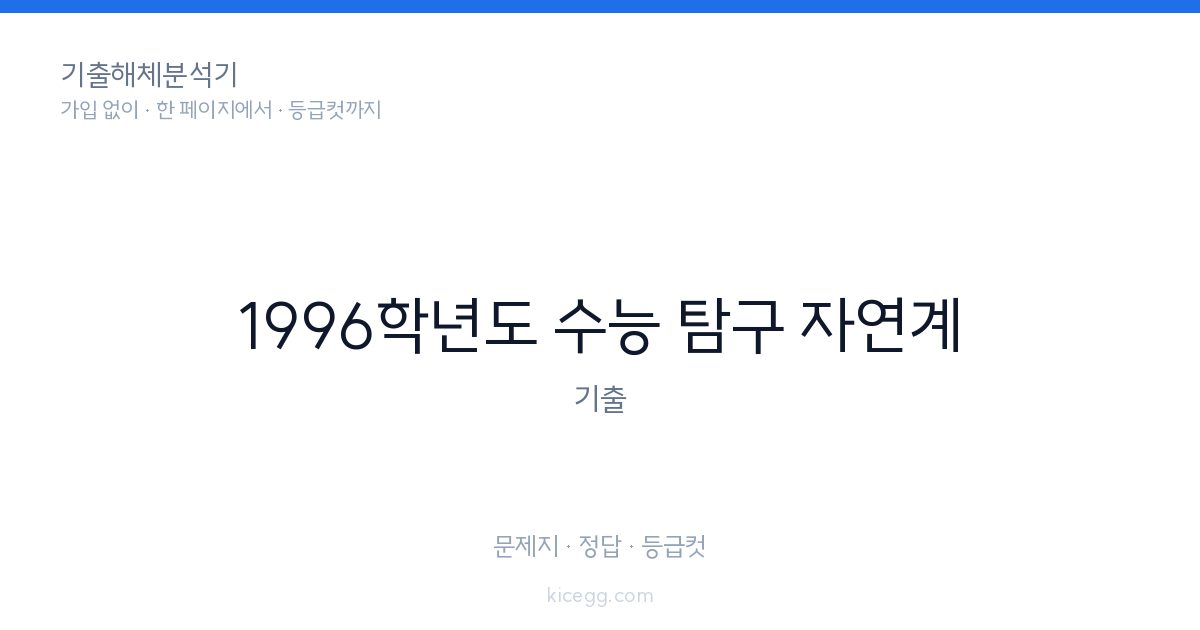 기출해체분석기
가입 없이 · 한 페이지에서 · 등급컷까지
1996학년도 수능 탐구 자연계
기출
문제지 · 정답 · 등급컷
kicegg.com